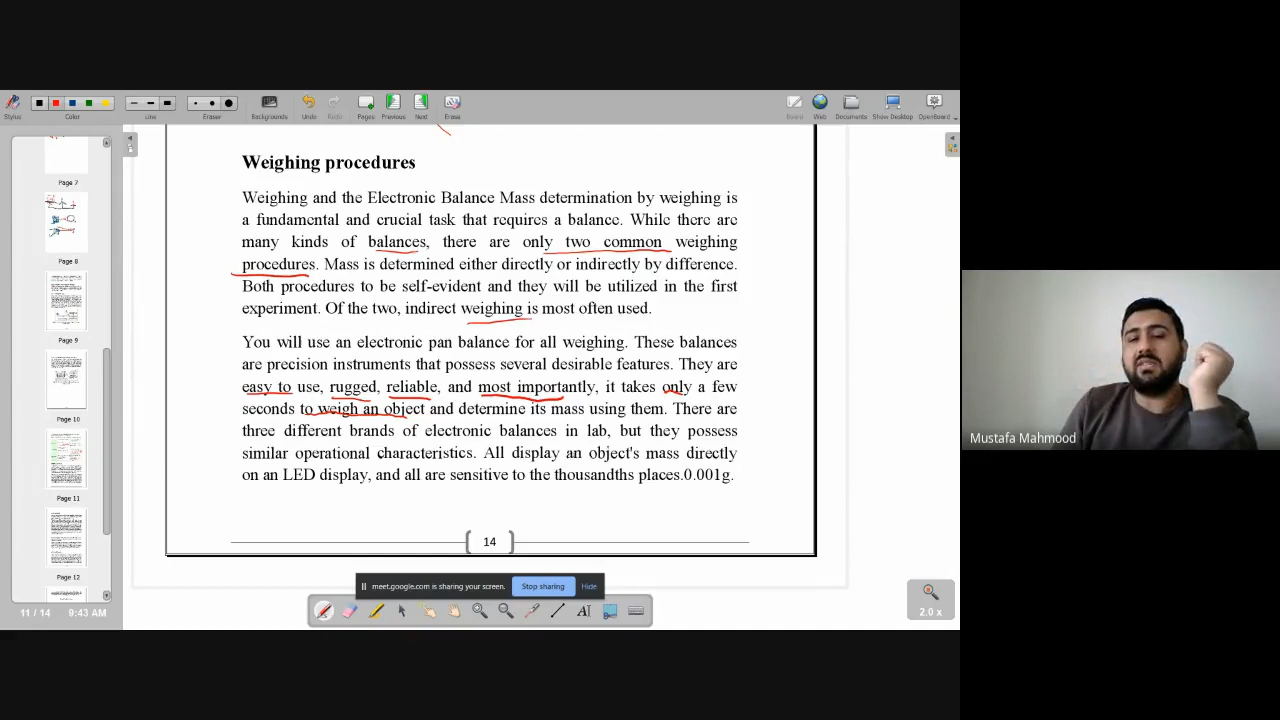 Stylus
Color
Line
Eraser
Backgrounds
Undo
Redo
Pages
Previous
Next
Erase
Board
Web
Documents
Show Desktop
OpenBoard
Page 7
Page 8
Page 9
Page 10
Page 11
Page 12
11 / 14 9:43 AM
Weighing procedures
Weighing and the Electronic Balance Mass determination by weighing is
a fundamental and crucial task that requires a balance. While there are
many kinds of balances, there are only two common weighing
procedures. Mass is determined either directly or indirectly by difference.
Both procedures to be self-evident and they will be utilized in the first
experiment. Of the two, indirect weighing is most often used.
You will use an electronic pan balance for all weighing. These balances
are precision instruments that possess several desirable features. They are
easy to use, rugged, reliable, and most importantly, it takes only a few
seconds to weigh an object and determine its mass using them. There are
three different brands of electronic balances in lab, but they possess
similar operational characteristics. All display an object's mass directly
on an LED display, and all are sensitive to the thousandths places.0.001g.
14
meet.google.com is sharing your screen. Stop sharing Hide
2.0 x
Mustafa Mahmood